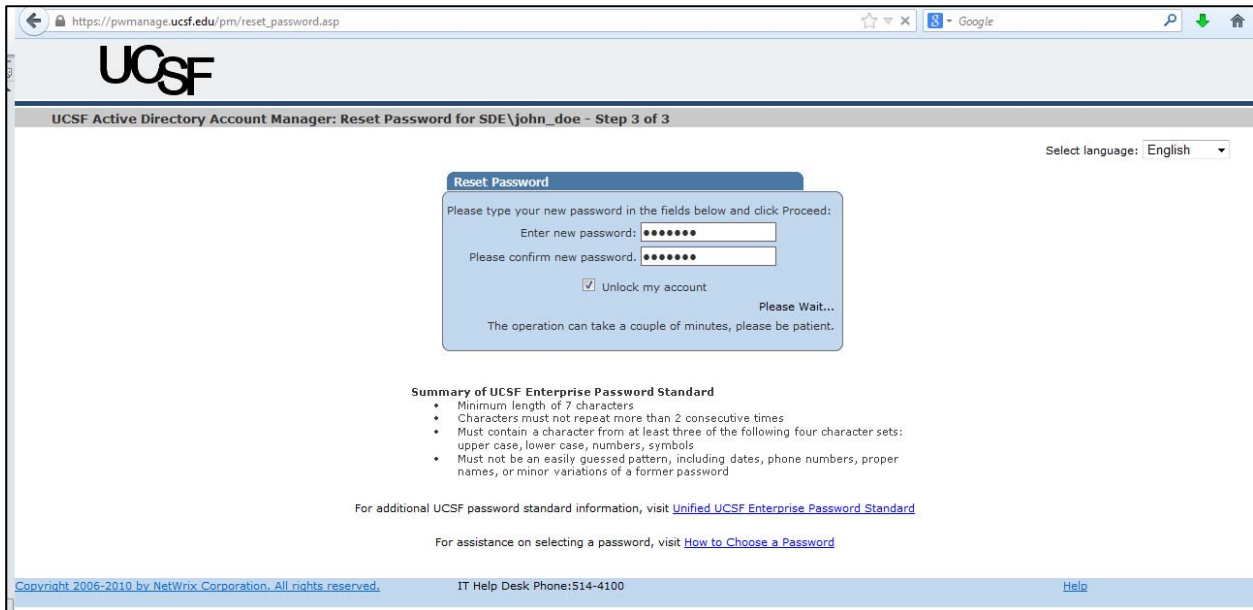 https://pwmanage.ucsf.edu/pm/reset_password.asp
Google
UCSF
UCSF Active Directory Account Manager: Reset Password for SDE\john_doe - Step 3 of 3
Select language: English
Reset Password
Please type your new password in the fields below and click Proceed:
Enter new password: •••••••
Please confirm new password. •••••••
Unlock my account
Please Wait...
The operation can take a couple of minutes, please be patient.
Summary of UCSF Enterprise Password Standard
• Minimum length of 7 characters
• Characters must not repeat more than 2 consecutive times
• Must contain a character from at least three of the following four character sets:
upper case, lower case, numbers, symbols
• Must not be an easily guessed pattern, including dates, phone numbers, proper
names, or minor variations of a former password
For additional UCSF password standard information, visit Unified UCSF Enterprise Password Standard
For assistance on selecting a password, visit How to Choose a Password
Copyright 2006-2010 by NetWrix Corporation. All rights reserved. IT Help Desk Phone:514-4100 Help